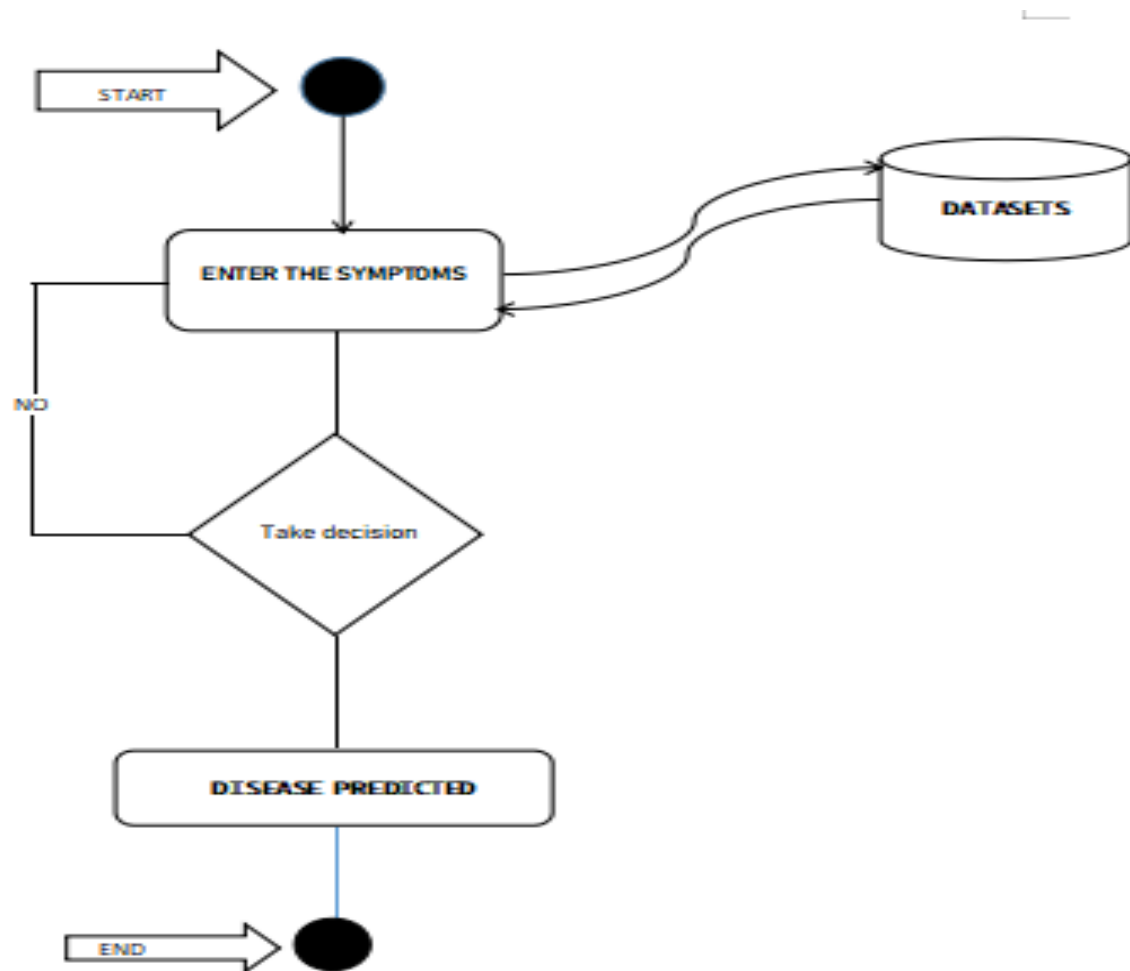 START
ENTER THE SYMPTOMS
DATASETS
NO
Take decision
DISEASE PREDICTED
END